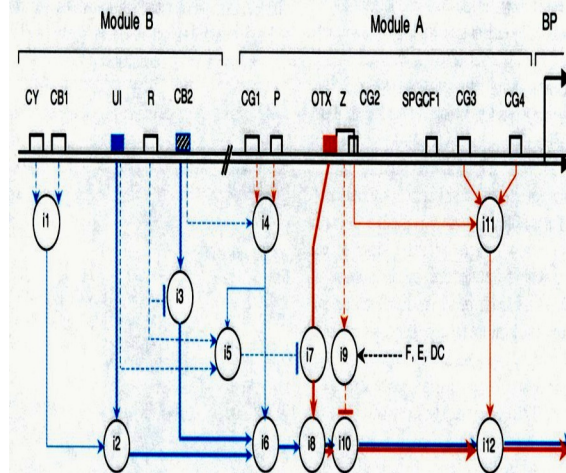 Module B Module A BP
CY CB1 UI R CB2 CG1 P OTX Z CG2 SPGCF1 CG3 CG4
i1 i4 i11
i3
i5 i7 i9 F, E, DC
i2 i6 i8 i10 i12